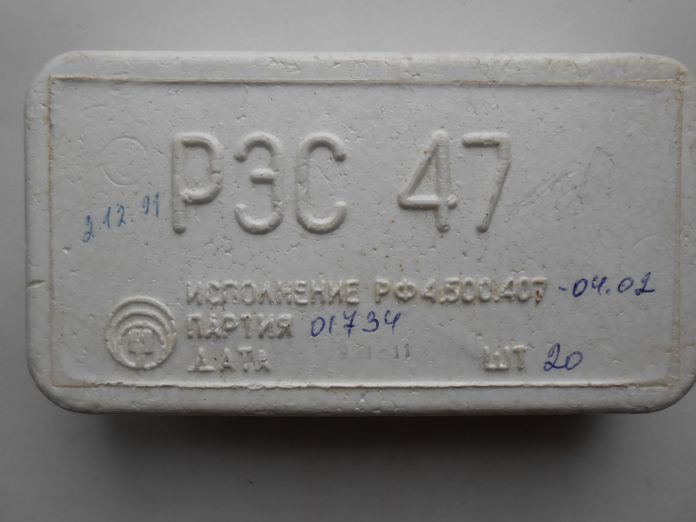 РЭС 47
2.12.91
ИСПОЛНЕНИЕ РФ4.500.407-04.02
ПАРТИЯ 01734
ДАТА
ШТ 20